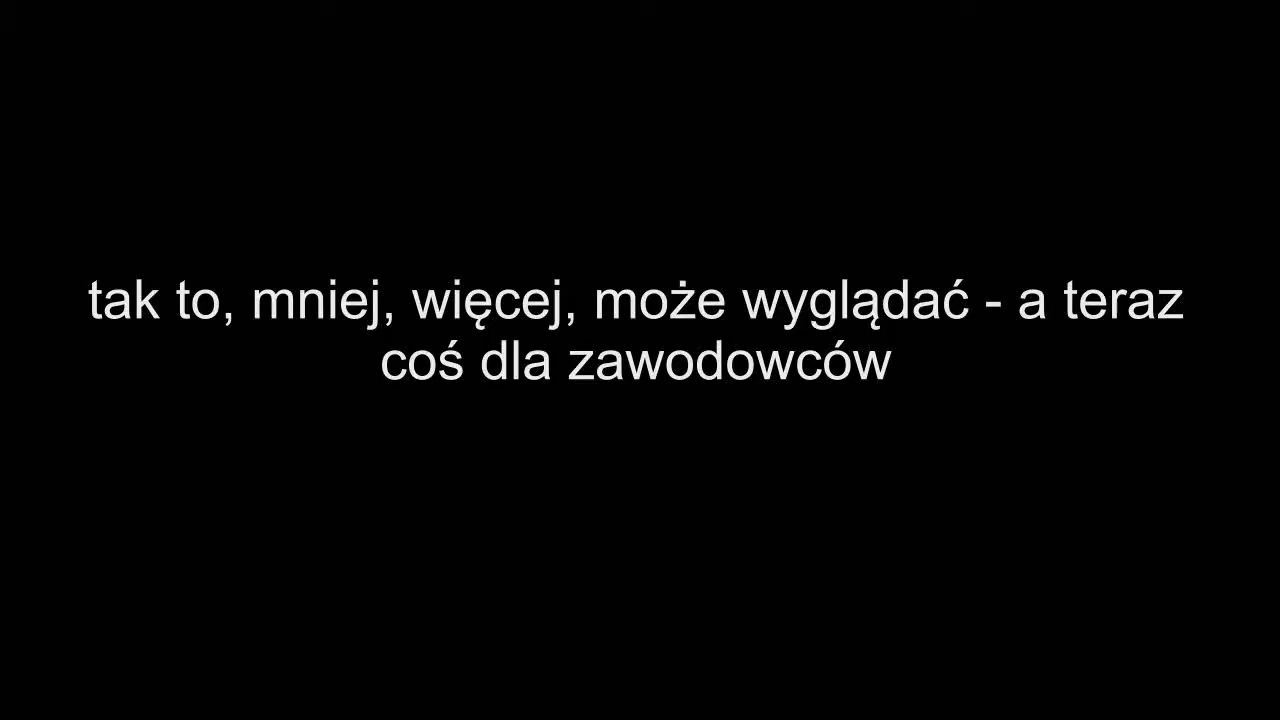 tak to, mniej, więcej, może wyglądać - a teraz
coś dla zawodowców